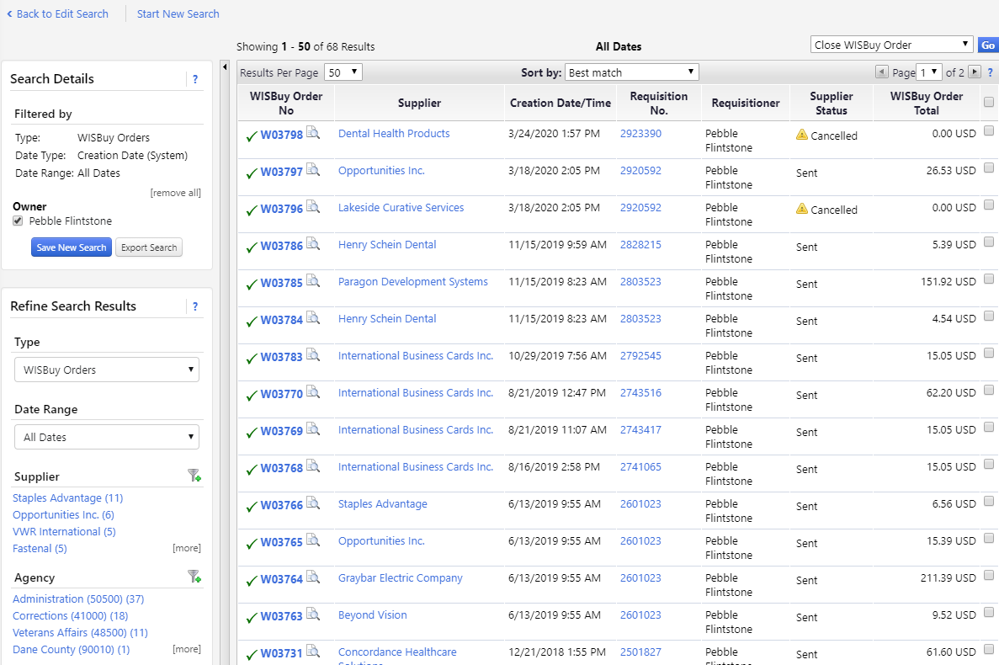 Back to Edit Search Start New Search
Showing 1 - 50 of 68 Results All Dates Close WISBuy Order Go
Results Per Page 50 Sort by: Best match Page 1 of 2 ?
Search Details ?
Filtered by
Type: WISBuy Orders
Date Type: Creation Date (System)
Date Range: All Dates
[remove all]
Owner
Pebble Flintstone
Save New Search Export Search
Refine Search Results ?
Type
WISBuy Orders
Date Range
All Dates
Supplier
Staples Advantage (11)
Opportunities Inc. (6)
VWR International (5)
Fastenal (5) [more]
Agency
Administration (50500) (37)
Corrections (41000) (18)
Veterans Affairs (48500) (11)
Dane County (90010) (1) [more]
WISBuy Order Supplier Creation Date/Time Requisition Requisitioner Supplier WISBuy Order
No No. Status Total
W03798 Dental Health Products 3/24/2020 1:57 PM 2923390 Pebble Cancelled 0.00 USD
Flintstone
W03797 Opportunities Inc. 3/18/2020 2:05 PM 2920592 Pebble Sent 26.53 USD
Flintstone
W03796 Lakeside Curative Services 3/18/2020 2:05 PM 2920592 Pebble Cancelled 0.00 USD
Flintstone
W03786 Henry Schein Dental 11/15/2019 9:59 AM 2828215 Pebble Sent 5.39 USD
Flintstone
W03785 Paragon Development Systems 11/15/2019 8:23 AM 2803523 Pebble Sent 151.92 USD
Flintstone
W03784 Henry Schein Dental 11/15/2019 8:23 AM 2803523 Pebble Sent 4.54 USD
Flintstone
W03783 International Business Cards Inc. 10/29/2019 7:56 AM 2792545 Pebble Sent 15.05 USD
Flintstone
W03770 International Business Cards Inc. 8/21/2019 12:47 PM 2743516 Pebble Sent 62.20 USD
Flintstone
W03769 International Business Cards Inc. 8/21/2019 11:07 AM 2743417 Pebble Sent 15.05 USD
Flintstone
W03768 International Business Cards Inc. 8/16/2019 2:58 PM 2741065 Pebble Sent 15.05 USD
Flintstone
W03766 Staples Advantage 6/13/2019 9:55 AM 2601023 Pebble Sent 6.56 USD
Flintstone
W03765 Opportunities Inc. 6/13/2019 9:55 AM 2601023 Pebble Sent 15.39 USD
Flintstone
W03764 Graybar Electric Company 6/13/2019 9:55 AM 2601023 Pebble Sent 211.39 USD
Flintstone
W03763 Beyond Vision 6/13/2019 9:55 AM 2601023 Pebble Sent 9.52 USD
Flintstone
W03731 Concordance Healthcare 12/21/2018 1:55 PM 2501827 Pebble Sent 61.60 USD